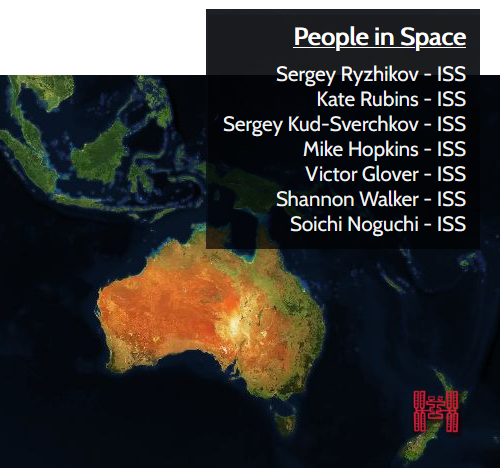 People in Space
Sergey Ryzhikov - ISS
Kate Rubins - ISS
Sergey Kud-Sverchkov - ISS
Mike Hopkins - ISS
Victor Glover - ISS
Shannon Walker - ISS
Soichi Noguchi - ISS